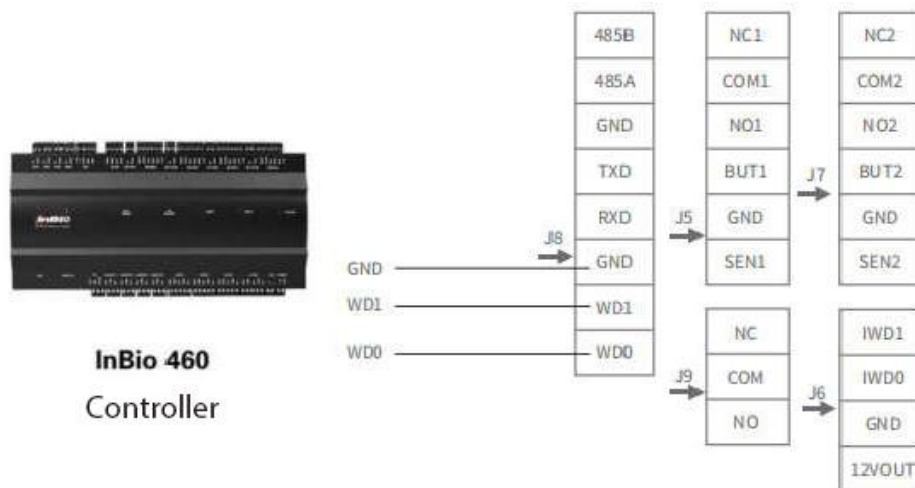 485B
485A
GND
TXD
RXD
GND
WD1
WD0
J8
GND
WD1
WD0
NC1
COM1
NO1
BUT1
GND
SEN1
J5
NC2
COM2
NO2
BUT2
GND
SEN2
J7
NC
COM
NO
J9
IWD1
IWD0
GND
12VOUT
J6
InBio 460
Controller